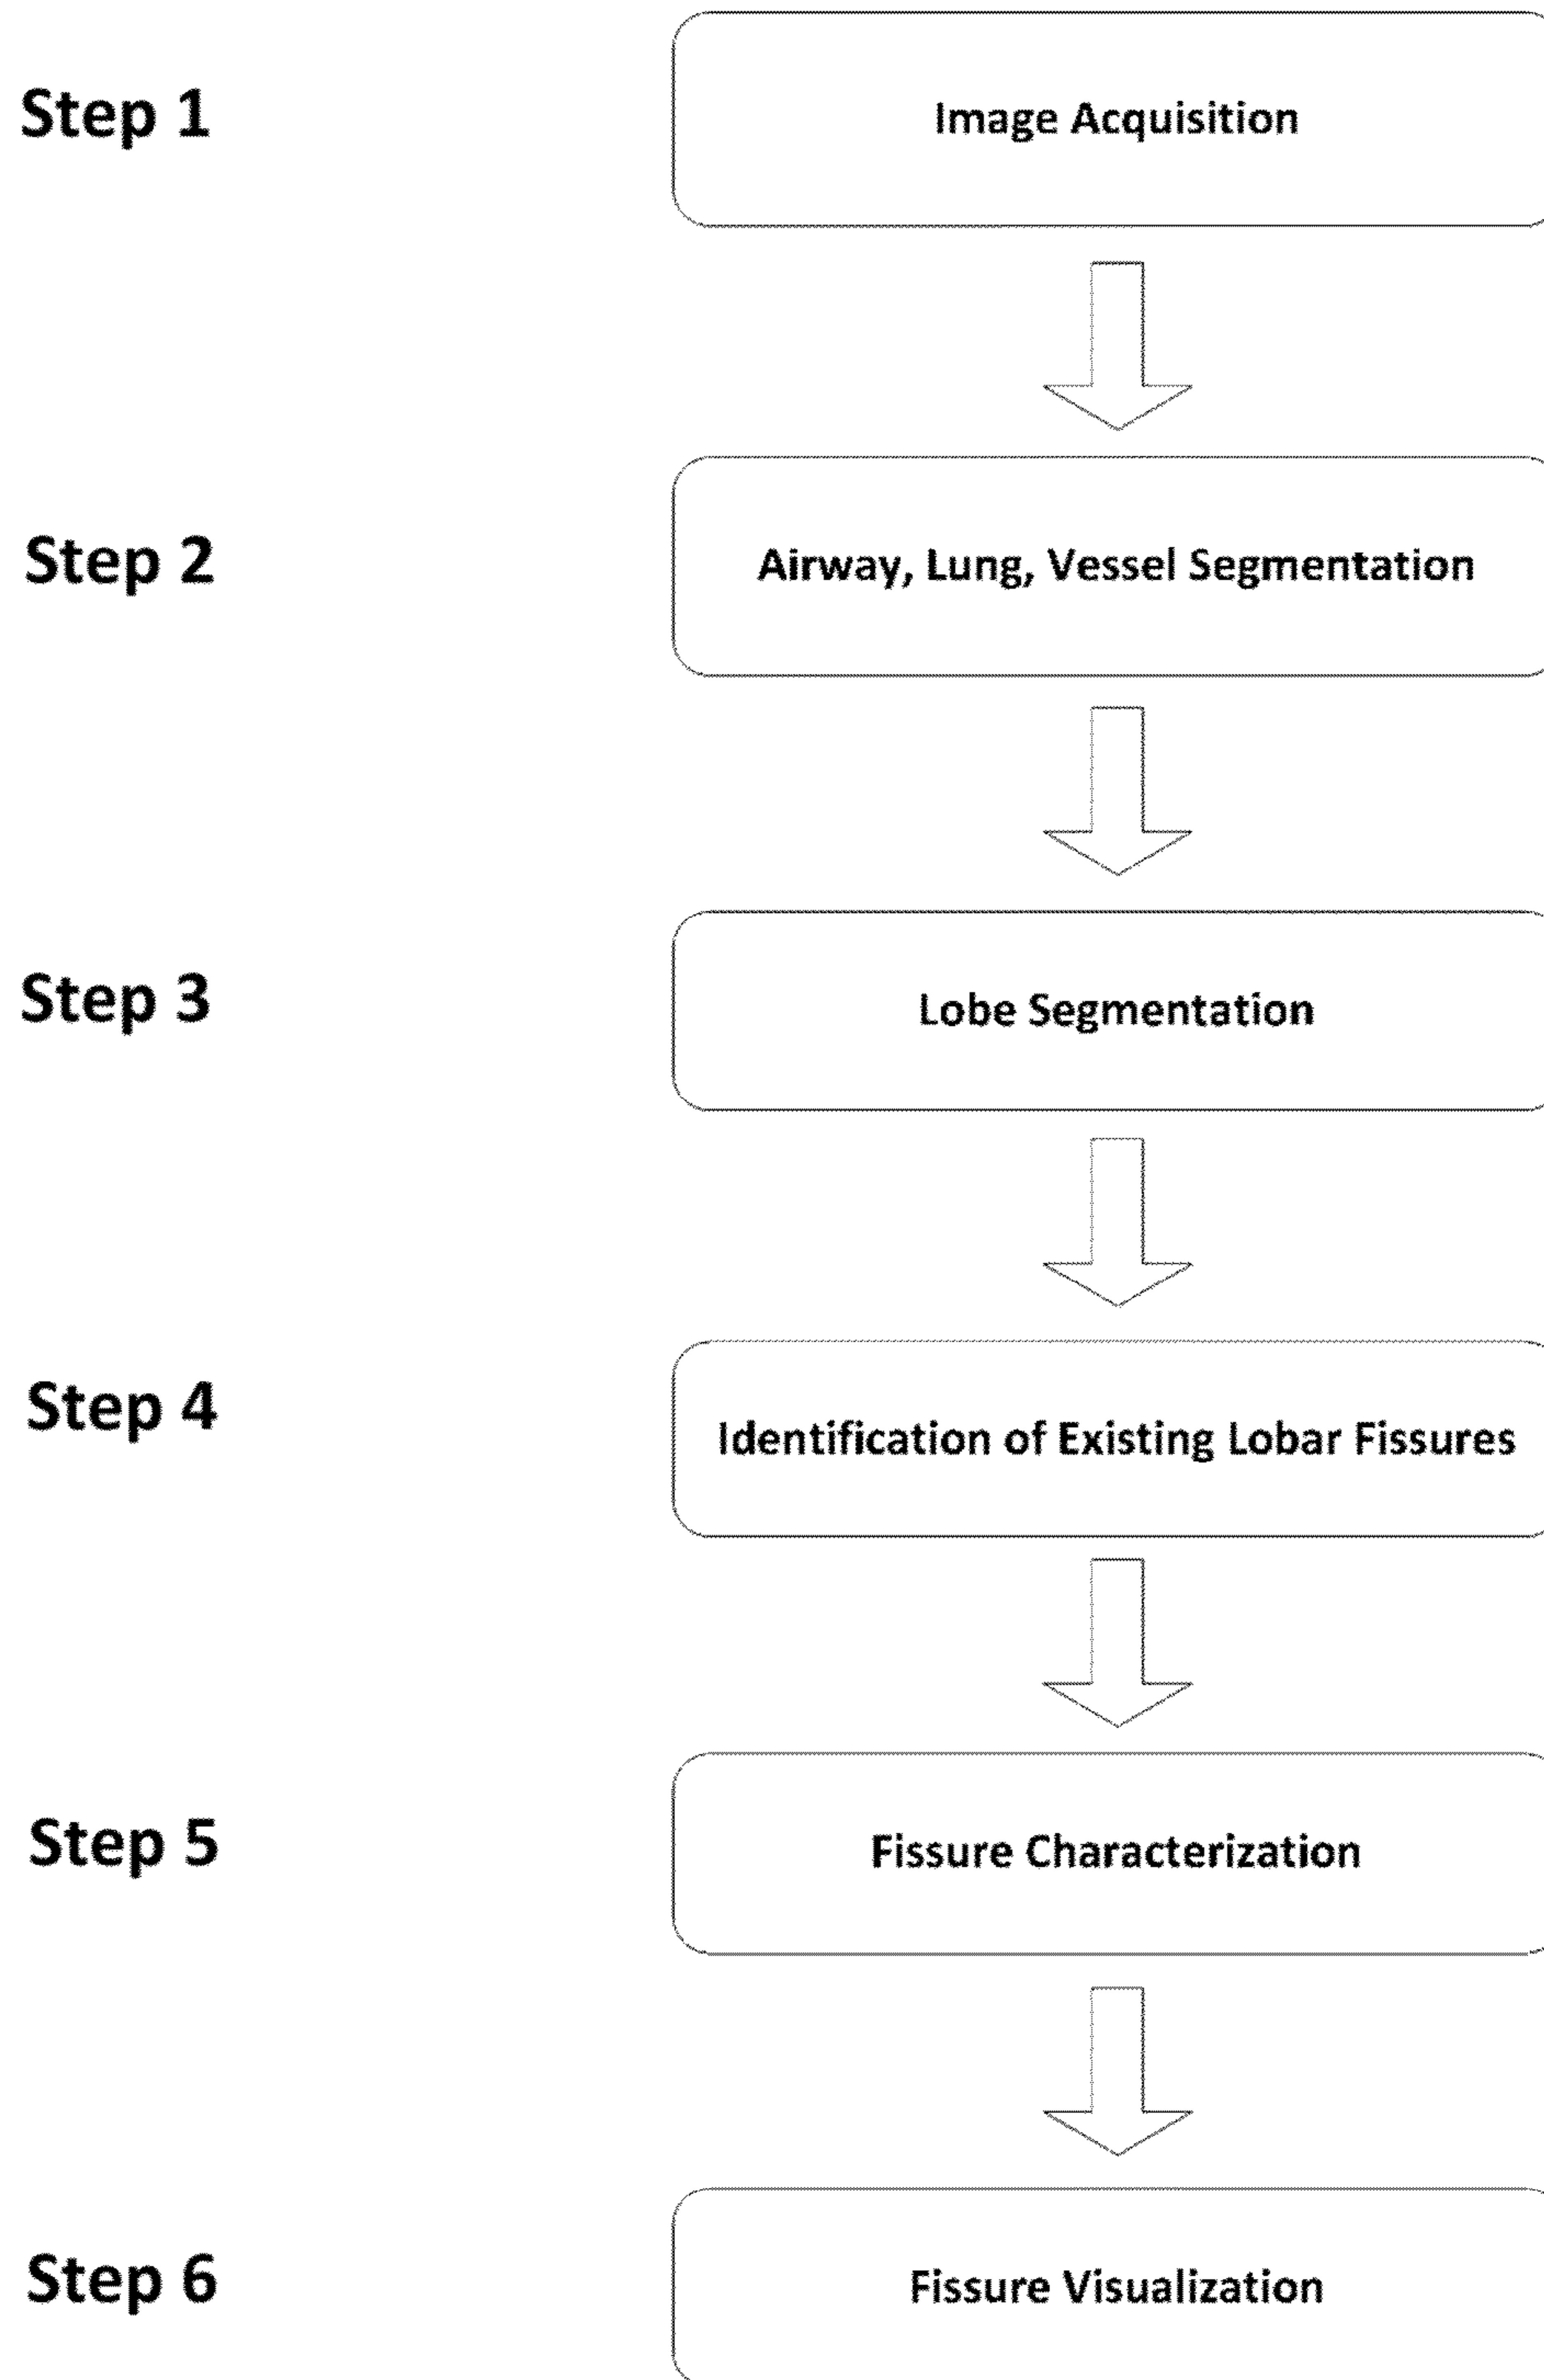 Step 1
Image Acquisition
Step 2
Airway, Lung, Vessel Segmentation
Step 3
Lobe Segmentation
Step 4
Identification of Existing Lobar Fissures
Step 5
Fissure Characterization
Step 6
Fissure Visualization